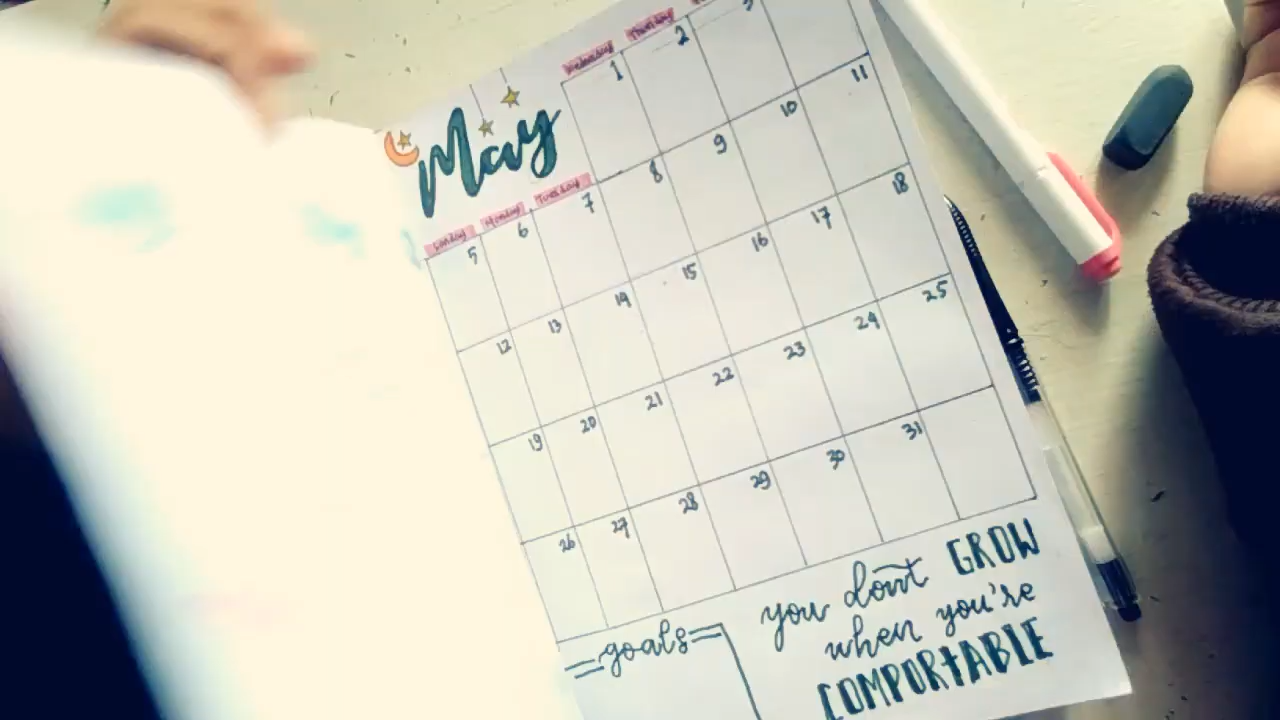 Wednesday Thursday
1 2 3
May
Sunday Monday Tuesday
5 6 7 8 9 10 11
12 13 14 15 16 17 18
19 20 21 22 23 24 25
26 27 28 29 30 31
goals
you don't GROW
when you're
COMFORTABLE